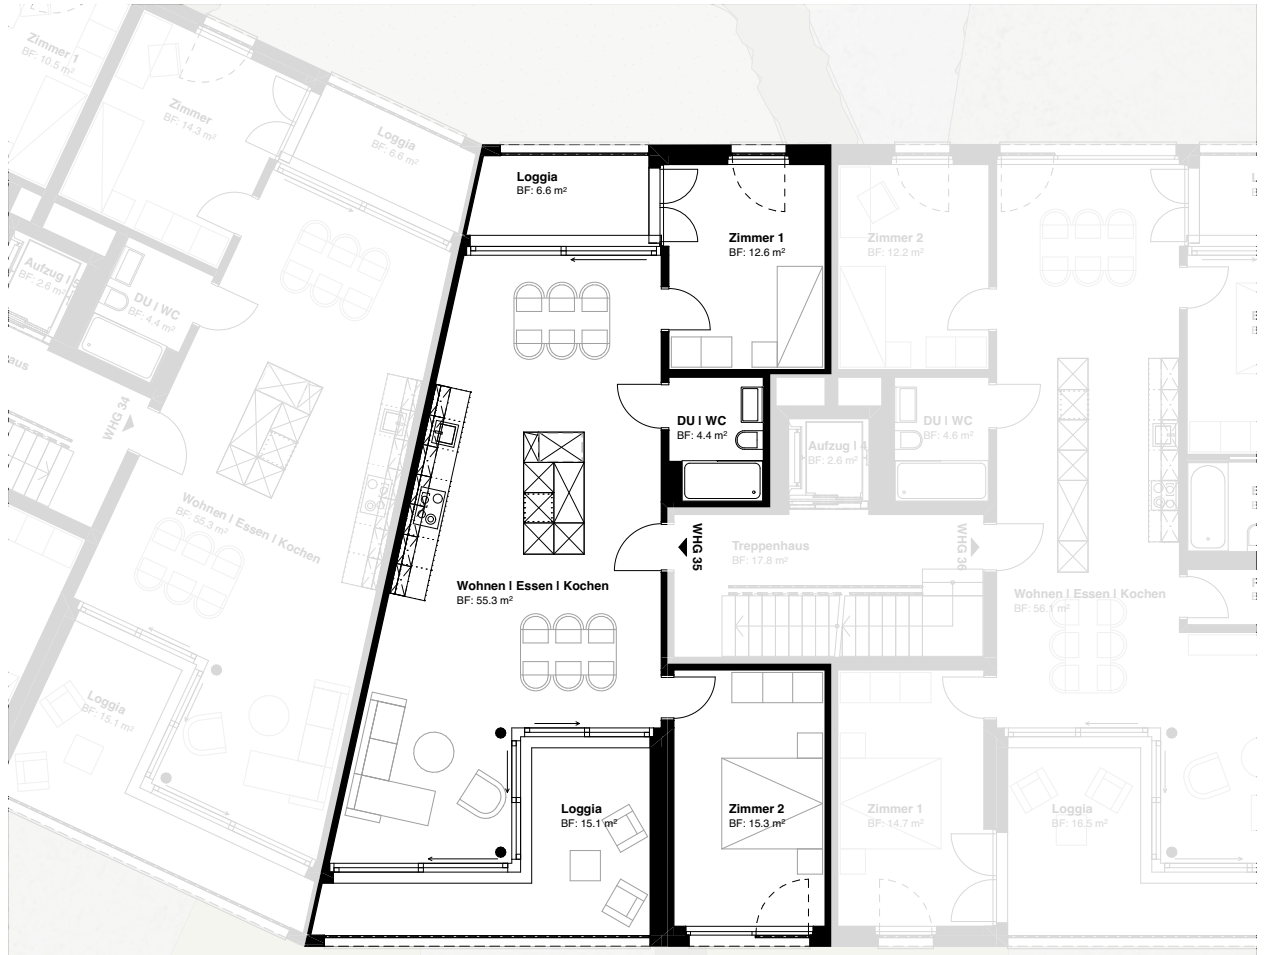 Zimmer 1
BF: 10.5 m²
Zimmer
BF: 14.3 m²
Loggia
BF: 6.6 m²
Aufzug |
BF: 2.6 m²
DU | WC
BF: 4.4 m²
WHG 34
Wohnen | Essen | Kochen
BF: 55.3 m²
Loggia
BF: 15.1 m²
Loggia
BF: 6.6 m²
Zimmer 1
BF: 12.6 m²
DU | WC
BF: 4.4 m²
WHG 35
Wohnen | Essen | Kochen
BF: 55.3 m²
Loggia
BF: 15.1 m²
Zimmer 2
BF: 15.3 m²
Aufzug | 4
BF: 2.6 m²
Treppenhaus
BF: 17.8 m²
WHG 36
Zimmer 2
BF: 12.2 m²
DU | WC
BF: 4.6 m²
Wohnen | Essen | Kochen
BF: 56.1 m²
Zimmer 1
BF: 14.7 m²
Loggia
BF: 16.5 m²